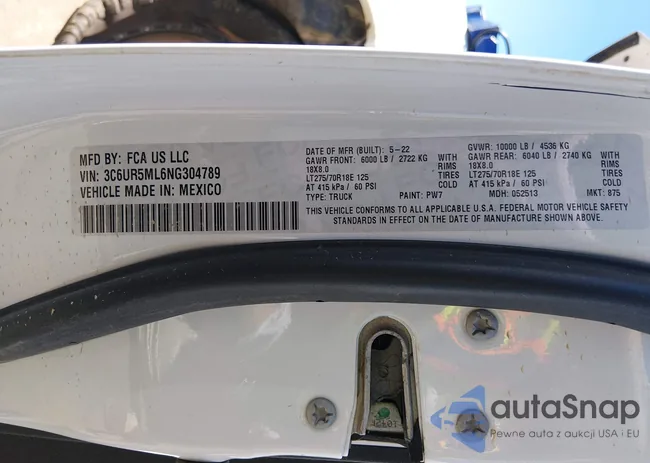 MFD BY: FCA US LLC
VIN: 3C6UR5ML6NG304789
VEHICLE MADE IN: MEXICO
DATE OF MFR (BUILT): 5-22
GVWR: 10000 LB / 4536 KG
GAWR FRONT: 6000 LB / 2722 KG
GAWR REAR: 6040 LB / 2740 KG
18X8.0 RIMS
18X8.0 RIMS
LT275/70R18E 125 TIRES
LT275/70R18E 125 TIRES
AT 415 kPa / 60 PSI COLD
AT 415 kPa / 60 PSI COLD
TYPE: TRUCK PAINT: PW7 MDH: 052513 MKT: 875
THIS VEHICLE CONFORMS TO ALL APPLICABLE U.S.A. FEDERAL MOTOR VEHICLE SAFETY
STANDARDS IN EFFECT ON THE DATE OF MANUFACTURE SHOWN ABOVE.
autaSnap
Pewne auta z aukcji USA i EU